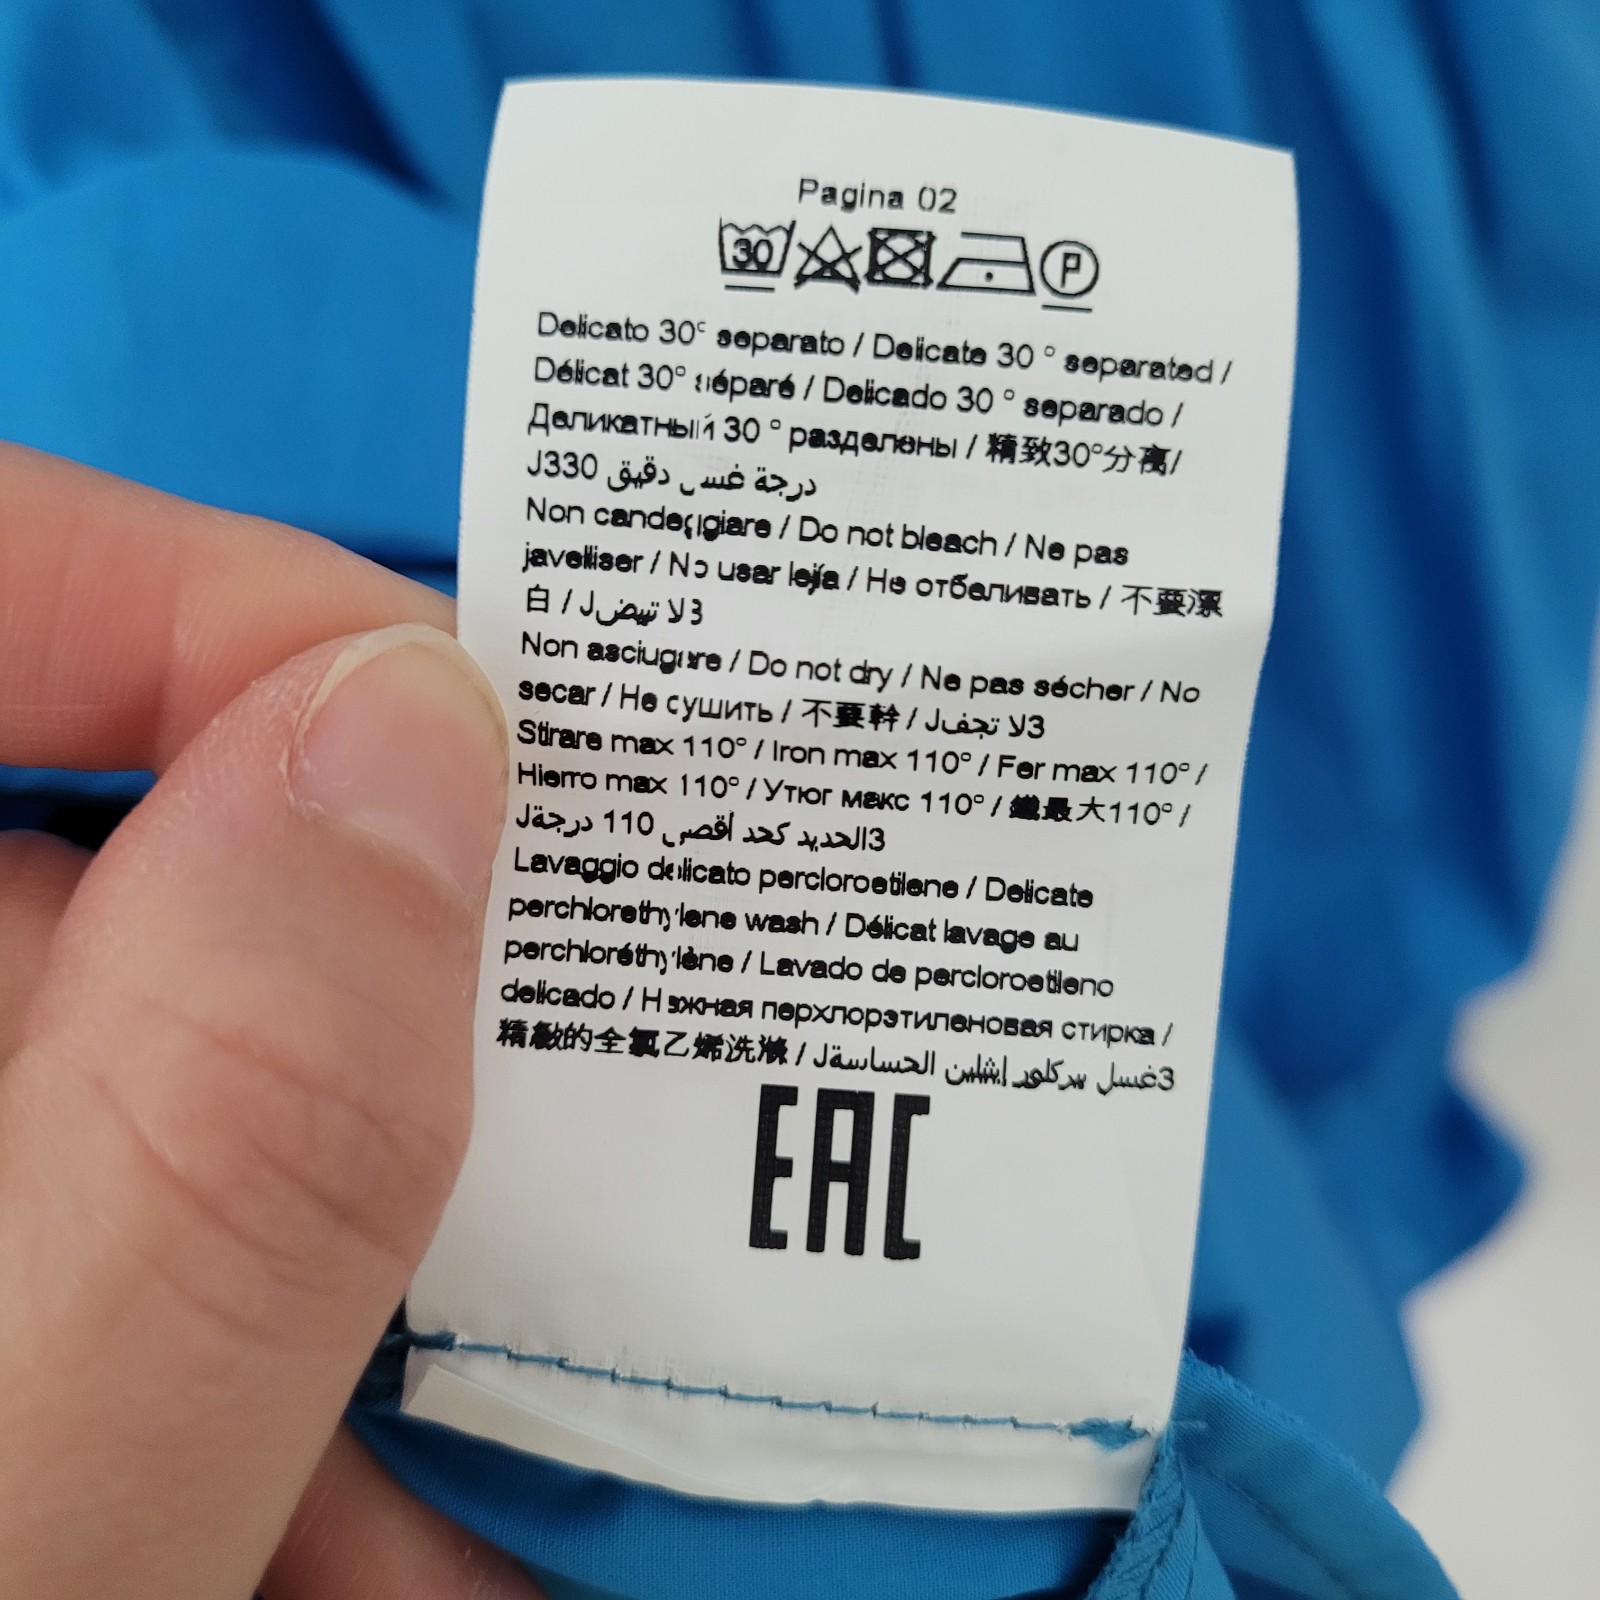 Pagina 02
30 P
Delicato 30° separato / Delicate 30 ° separated /
Délicat 30° séparé / Delicado 30 ° separado /
Деликатный 30 ° разделены / 精致30°分离/
J330 درجة غسل دقيق
Non candeggiare / Do not bleach / Ne pas
javelliser / No usar lejía / Не отбеливать / 不要漂
白 / J3 لا تبيض
Non asciugare / Do not dry / Ne pas sécher / No
secar / Не сушить / 不要幹 / J3 لا تجف
Stirare max 110° / Iron max 110° / Fer max 110° /
Hierro max 110° / Утюг макс 110° / 最大110° /
J3 الحديد كحد أقصى 110 درجة
Lavaggio delicato percloroetilene / Delicate
perchlorethylene wash / Délicat lavage au
perchloréthylène / Lavado de percloroetileno
delicado / Нежная перхлорэтиленовая стирка /
精敏的全氯乙烯洗滌 / J3 غسل بيركلور إيثيلين الحساسة
EAC